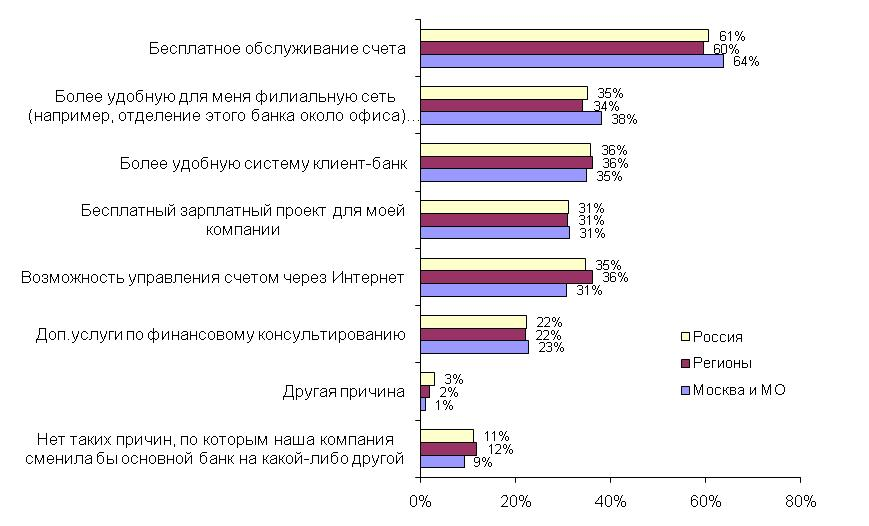 Бесплатное обслуживание счета
61%
60%
64%
Более удобную для меня филиальную сеть
(например, отделение этого банка около офиса)...
35%
34%
38%
Более удобную систему клиент-банк
36%
36%
35%
Бесплатный зарплатный проект для моей
компании
31%
31%
31%
Возможность управления счетом через Интернет
35%
36%
31%
Доп.услуги по финансовому консультированию
22%
22%
23%
Другая причина
3%
2%
1%
Нет таких причин, по которым наша компания
сменила бы основной банк на какой-либо другой
11%
12%
9%
Россия
Регионы
Москва и МО
0% 20% 40% 60% 80%